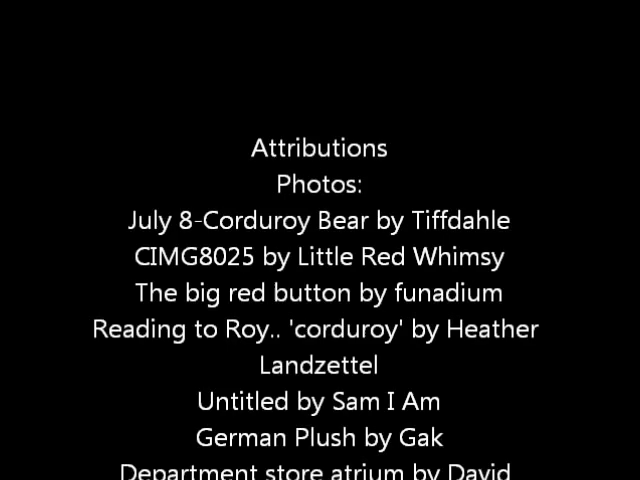 Attributions
Photos:
July 8-Corduroy Bear by Tiffdahle
CIMG8025 by Little Red Whimsy
The big red button by funadium
Reading to Roy.. 'corduroy' by Heather
Landzettel
Untitled by Sam I Am
German Plush by Gak
Department store atrium by David